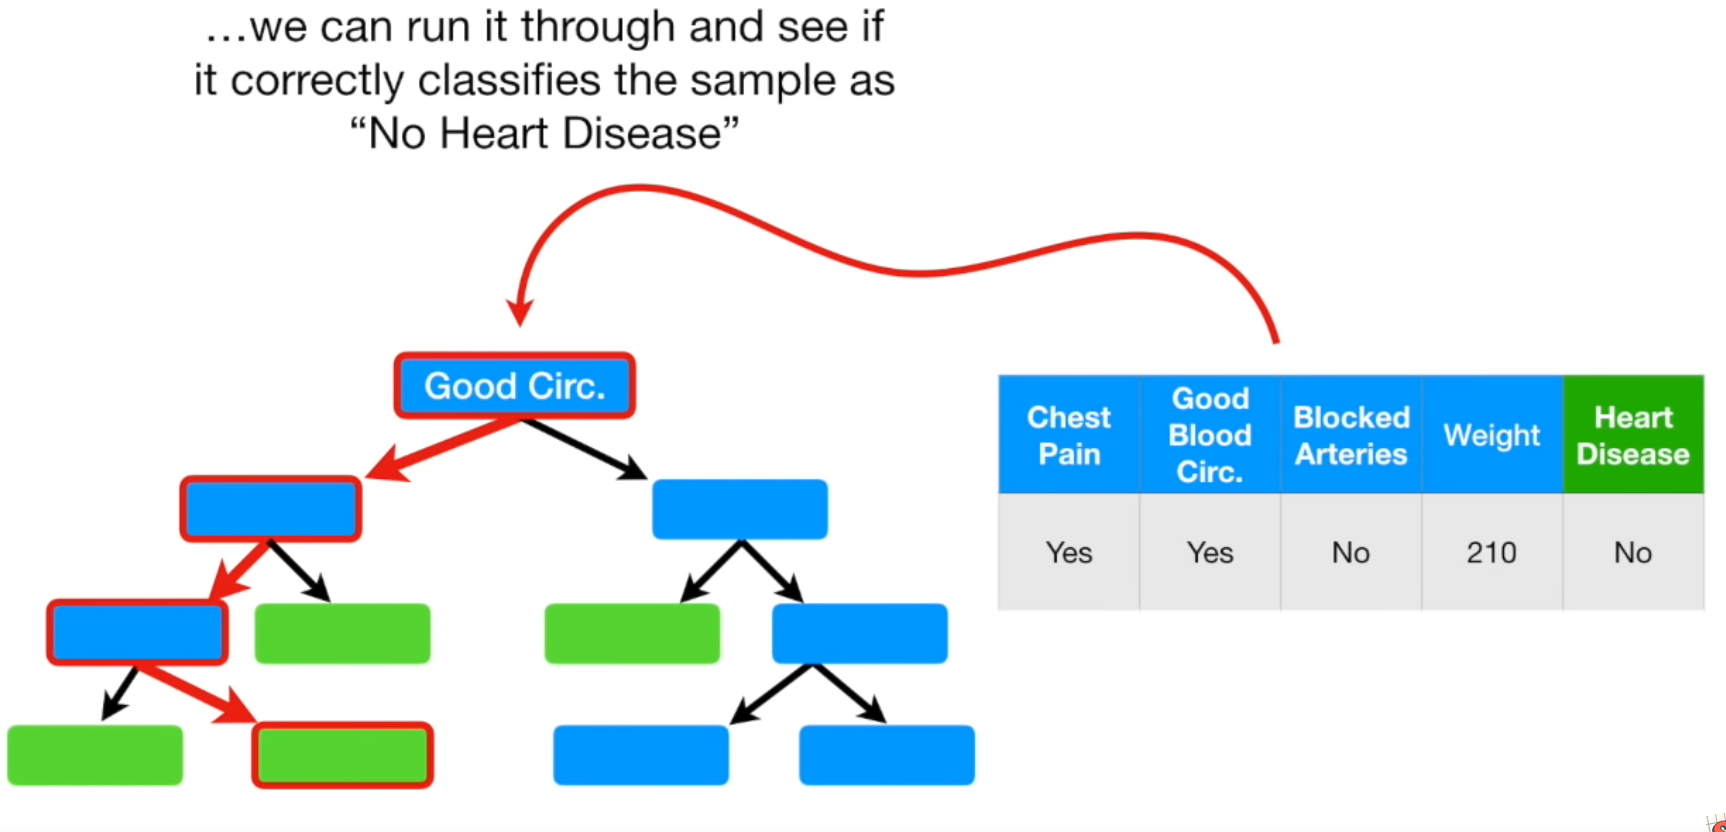 …we can run it through and see if
it correctly classifies the sample as
“No Heart Disease”
Good Circ.
Chest
Pain
Good
Blood
Circ.
Blocked
Arteries
Weight
Heart
Disease
Yes
Yes
No
210
No